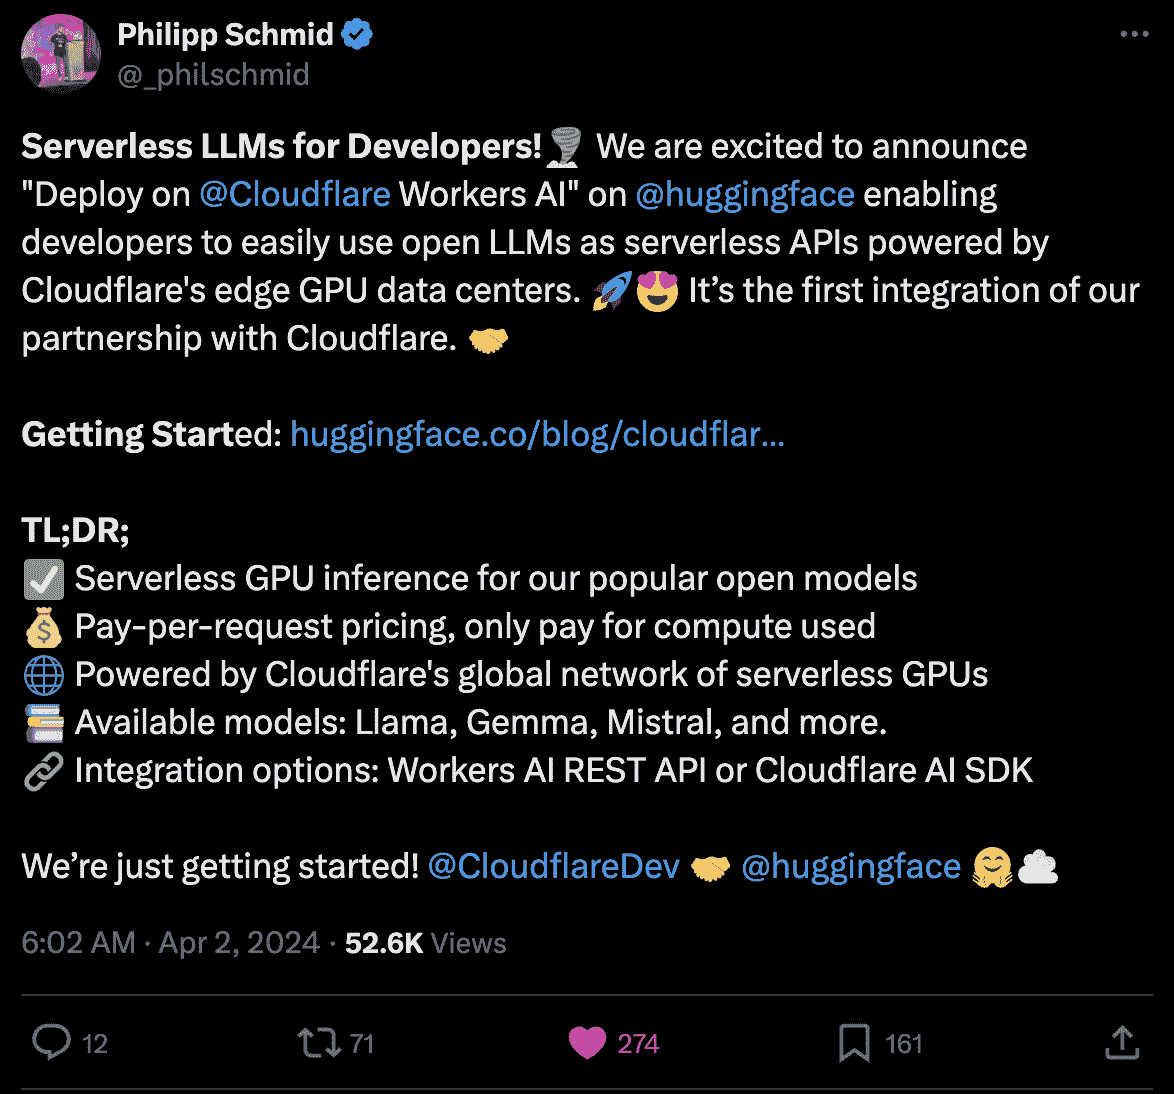 Philipp Schmid
@_philschmid
Serverless LLMs for Developers!🌪️ We are excited to announce
"Deploy on @Cloudflare Workers AI" on @huggingface enabling
developers to easily use open LLMs as serverless APIs powered by
Cloudflare's edge GPU data centers. 🚀😍 It’s the first integration of our
partnership with Cloudflare. 🤝
Getting Started: huggingface.co/blog/cloudflar…
TL;DR;
☑️ Serverless GPU inference for our popular open models
💰 Pay-per-request pricing, only pay for compute used
🌐 Powered by Cloudflare's global network of serverless GPUs
📚 Available models: Llama, Gemma, Mistral, and more.
🔗 Integration options: Workers AI REST API or Cloudflare AI SDK
We’re just getting started! @CloudflareDev 🤝 @huggingface 🤗☁️
6:02 AM · Apr 2, 2024 · 52.6K Views
12 71 274 161